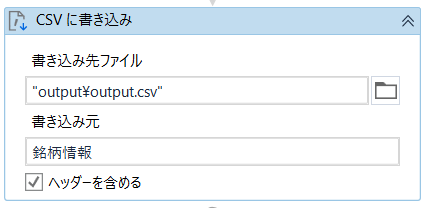 CSV に書き込み
書き込み先ファイル
"output¥output.csv"
書き込み元
銘柄情報
ヘッダーを含める